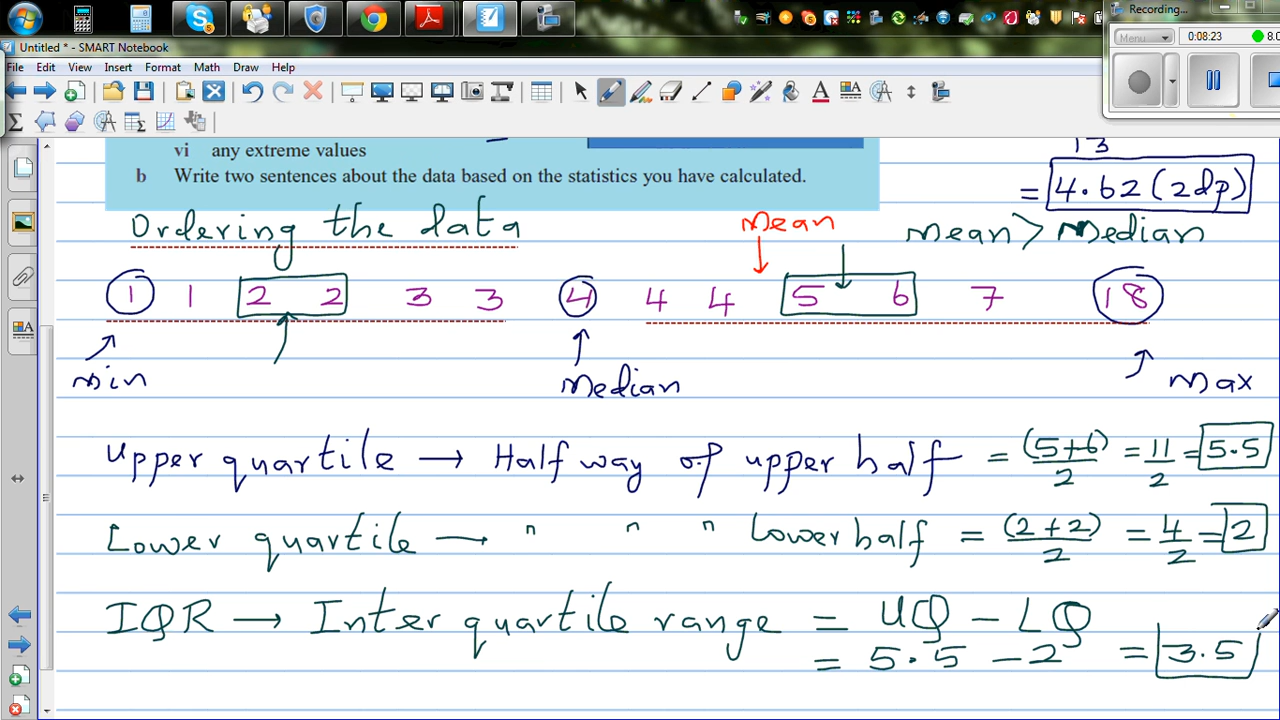 Recording...
Untitled * - SMART Notebook
Menu
0:08:23
8.0
File Edit View Insert Format Math Draw Help
13
vi any extreme values
b Write two sentences about the data based on the statistics you have calculated.
= 4.62 (2dp)
Ordering the data
mean
mean > Median
1 1 2 2 3 3 4 4 4 5 6 7 18
Min
Median
Max
Upper quartile → Half way of upper half = (5+6)/2 = 11/2 = 5.5
Lower quartile → " " " Lower half = (2+2)/2 = 4/2 = 2
IQR → Inter quartile range = UQ - LQ
= 5.5 - 2 = 3.5